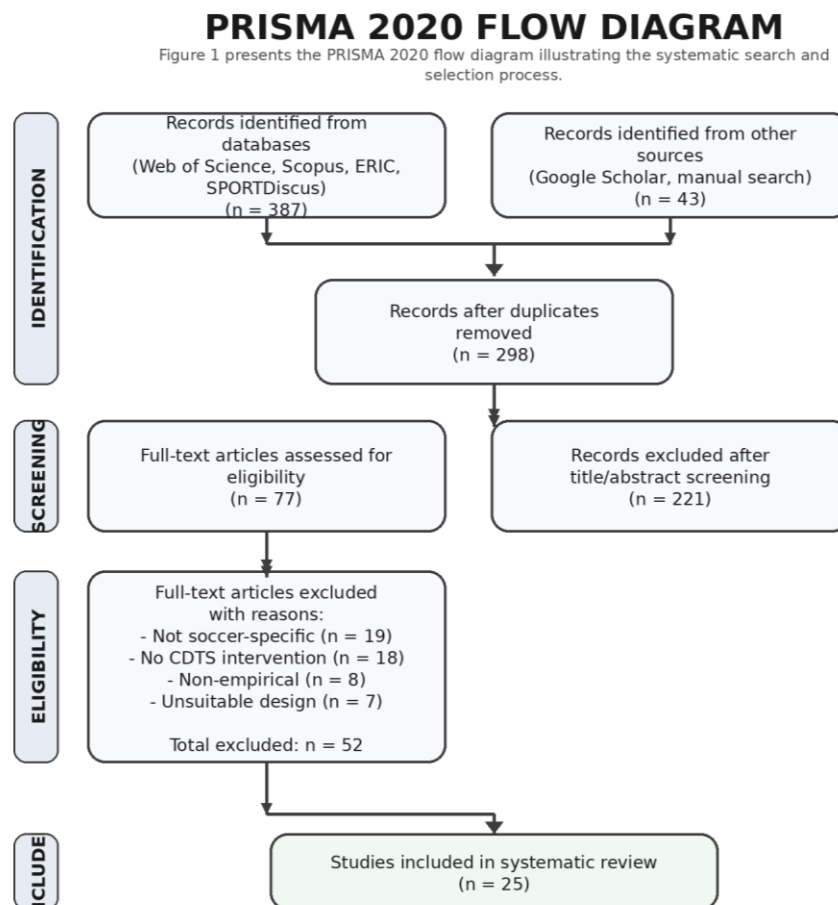 PRISMA 2020 FLOW DIAGRAM
Figure 1 presents the PRISMA 2020 flow diagram illustrating the systematic search and
selection process.
IDENTIFICATION
Records identified from
databases
(Web of Science, Scopus, ERIC,
SPORTDiscus)
(n = 387)
Records identified from other
sources
(Google Scholar, manual search)
(n = 43)
Records after duplicates
removed
(n = 298)
SCREENING
Full-text articles assessed for
eligibility
(n = 77)
Records excluded after
title/abstract screening
(n = 221)
ELIGIBILITY
Full-text articles excluded
with reasons:
- Not soccer-specific (n = 19)
- No CDTS intervention (n = 18)
- Non-empirical (n = 8)
- Unsuitable design (n = 7)
Total excluded: n = 52
CLUDE
Studies included in systematic review
(n = 25)